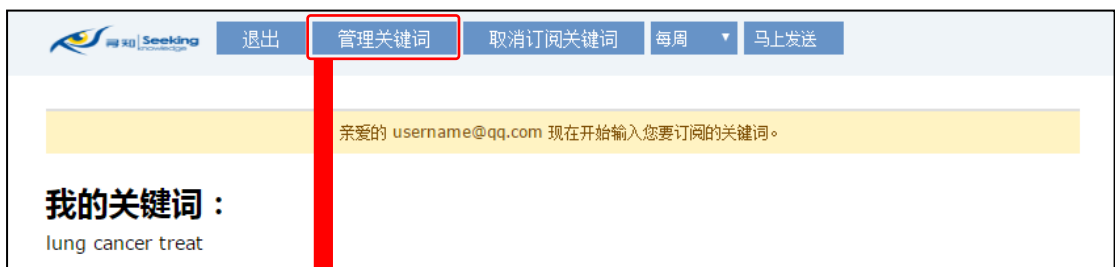 寻知 Seeking knowledge 退出 管理关键词 取消订阅关键词 每周 马上发送
亲爱的 username@qq.com 现在开始输入您要订阅的关键词。
我的关键词：
lung cancer treat